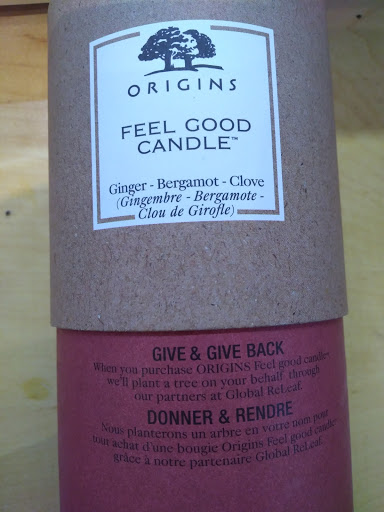 ORIGINS
FEEL GOOD
CANDLE™
Ginger - Bergamot - Clove
(Gingembre - Bergamote -
Clou de Girofle)
GIVE & GIVE BACK
When you purchase ORIGINS Feel good candles
we'll plant a tree on your behalf through
our partners at Global ReLeaf.
DONNER & RENDRE
Nous planterons un arbre en votre nom pour
tout achat d'une bougie Origins Feel good candles
grâce à notre partenaire Global ReLeaf.